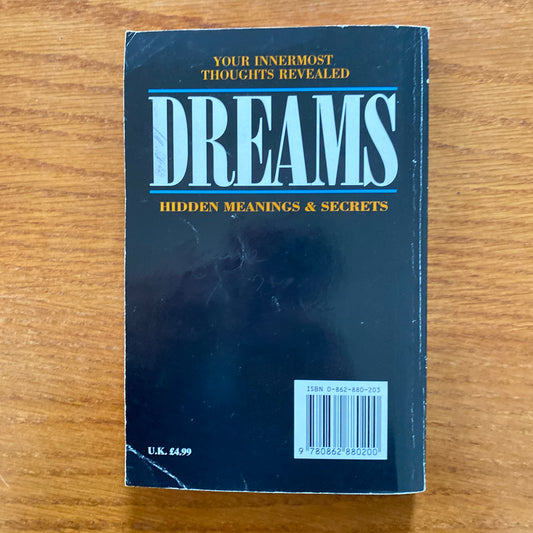 YOUR INNERMOST
THOUGHTS REVEALED
DREAMS
HIDDEN MEANINGS & SECRETS
ISBN 0-862-880-203
9 780862 880200
U.K. £4.99